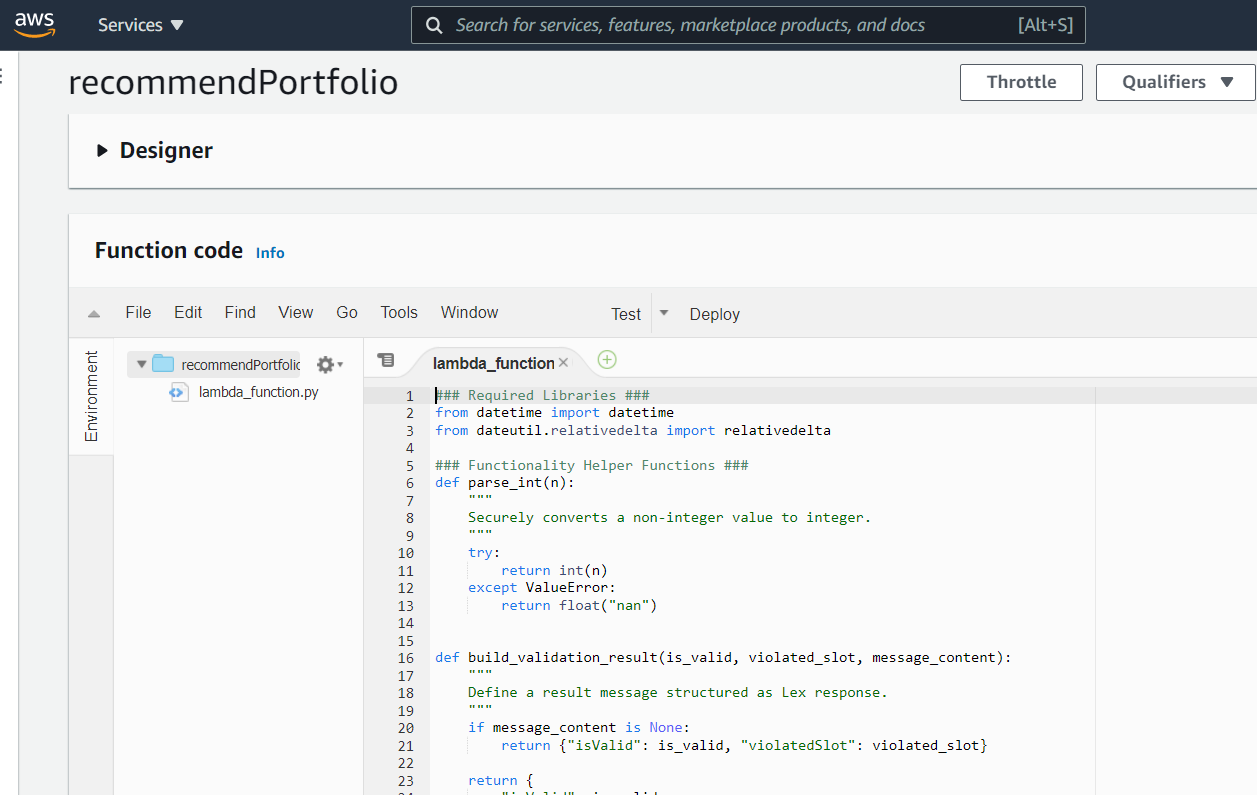 aws Services Search for services, features, marketplace products, and docs [Alt+S]
recommendPortfolio Throttle Qualifiers
Designer
Function code Info
File Edit Find View Go Tools Window Test Deploy
Environment
recommendPortfolio
lambda_function.py
lambda_function
1 ### Required Libraries ###
2 from datetime import datetime
3 from dateutil.relativedelta import relativedelta
4
5 ### Functionality Helper Functions ###
6 def parse_int(n):
7 """
8 Securely converts a non-integer value to integer.
9 """
10 try:
11 return int(n)
12 except ValueError:
13 return float("nan")
14
15
16 def build_validation_result(is_valid, violated_slot, message_content):
17 """
18 Define a result message structured as Lex response.
19 """
20 if message_content is None:
21 return {"isValid": is_valid, "violatedSlot": violated_slot}
22
23 return {